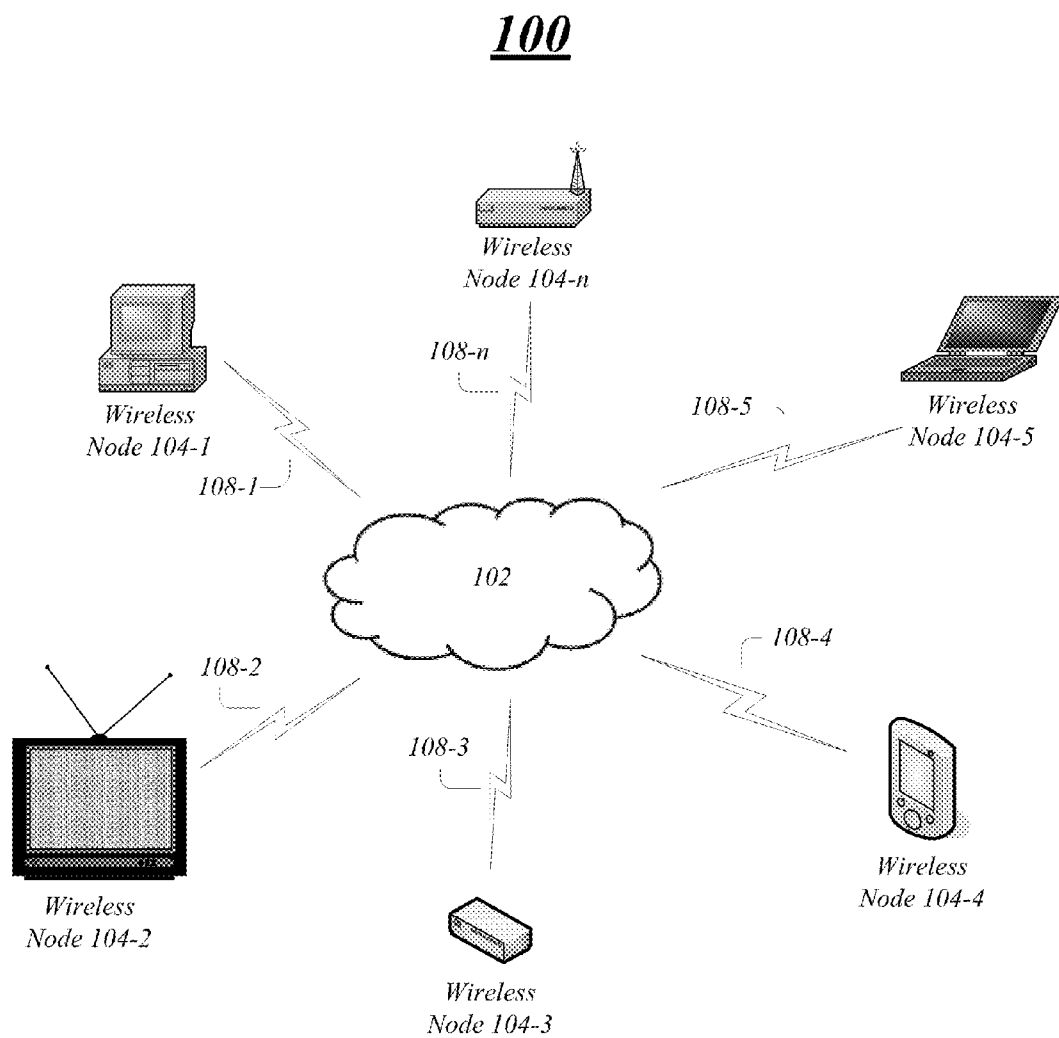 100
Wireless
Node 104-n
108-n
Wireless
Node 104-1
108-1
108-5
Wireless
Node 104-5
102
108-2
108-4
Wireless
Node 104-2
108-3
Wireless
Node 104-4
Wireless
Node 104-3